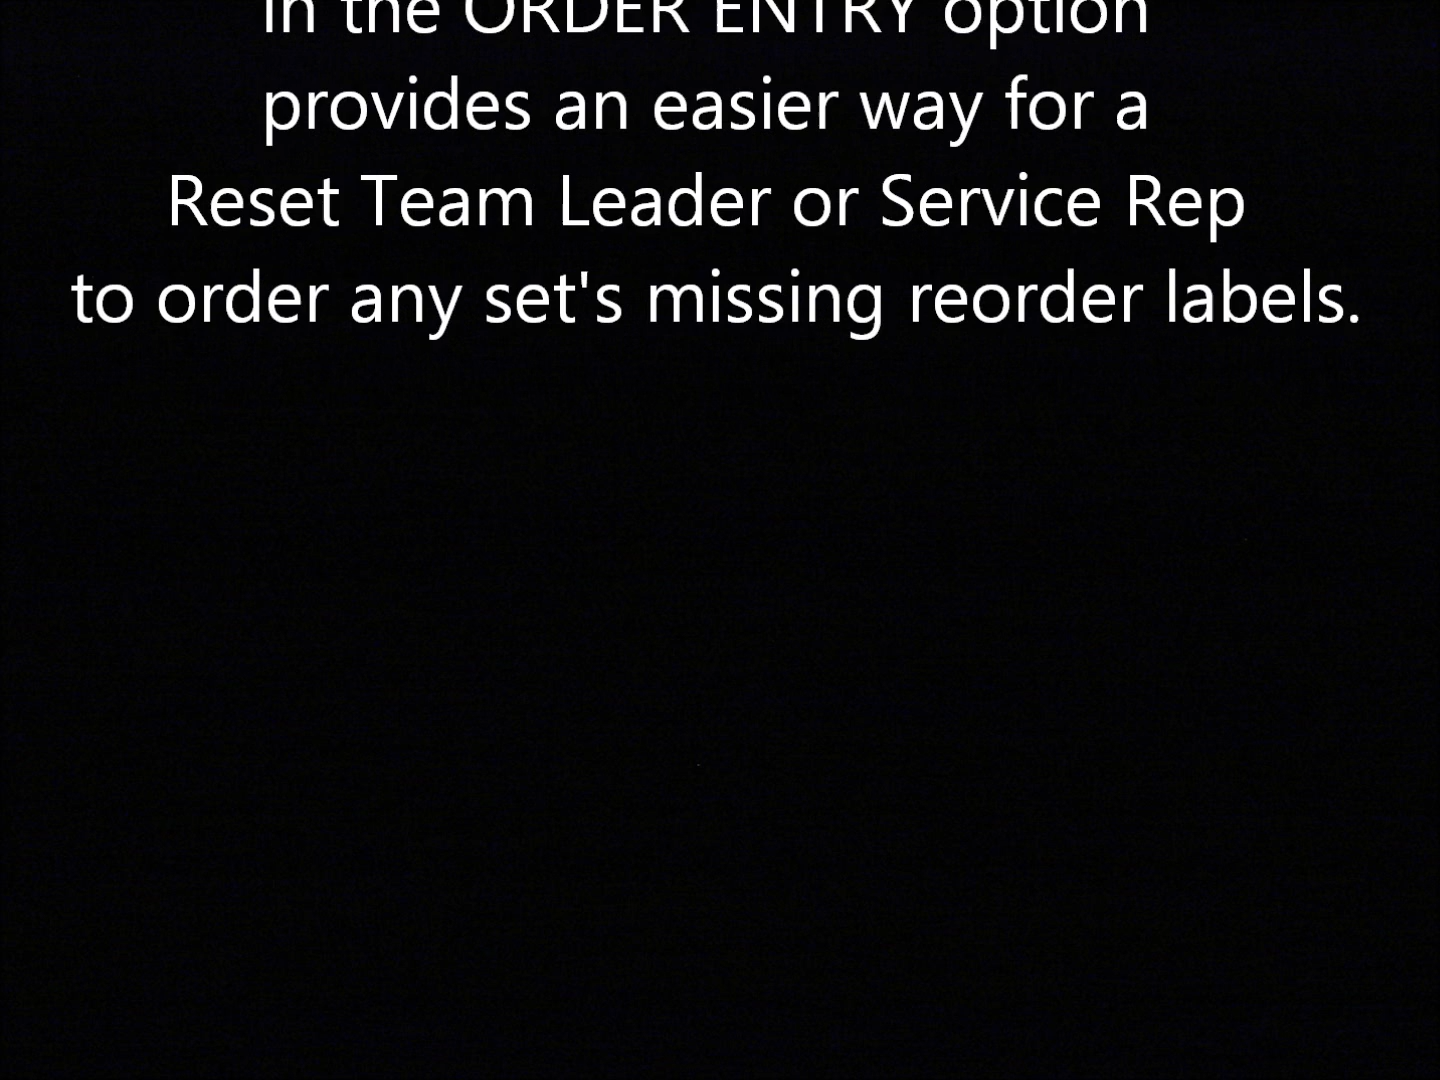 in the ORDER ENTRY option
provides an easier way for a
Reset Team Leader or Service Rep
to order any set's missing reorder labels.